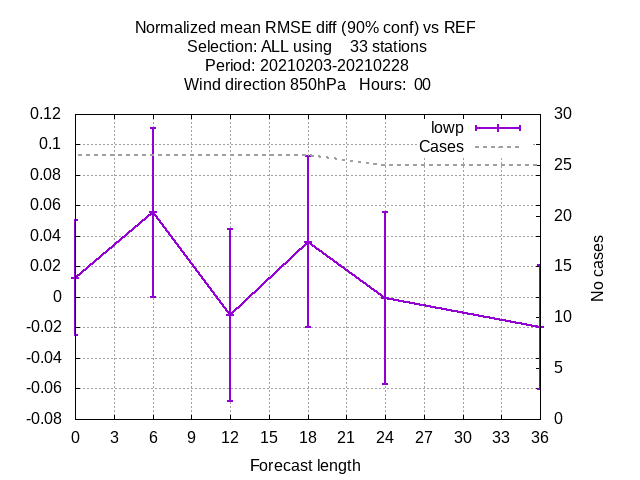 Normalized mean RMSE diff (90% conf) vs REF
Selection: ALL using    33 stations
Period: 20210203-20210228
Wind direction 850hPa   Hours:  00
0.12
0.1
0.08
0.06
0.04
0.02
0
-0.02
-0.04
-0.06
-0.08
lowp
Cases
30
25
20
15
10
5
0
No cases
0 3 6 9 12 15 18 21 24 27 30 33 36
Forecast length